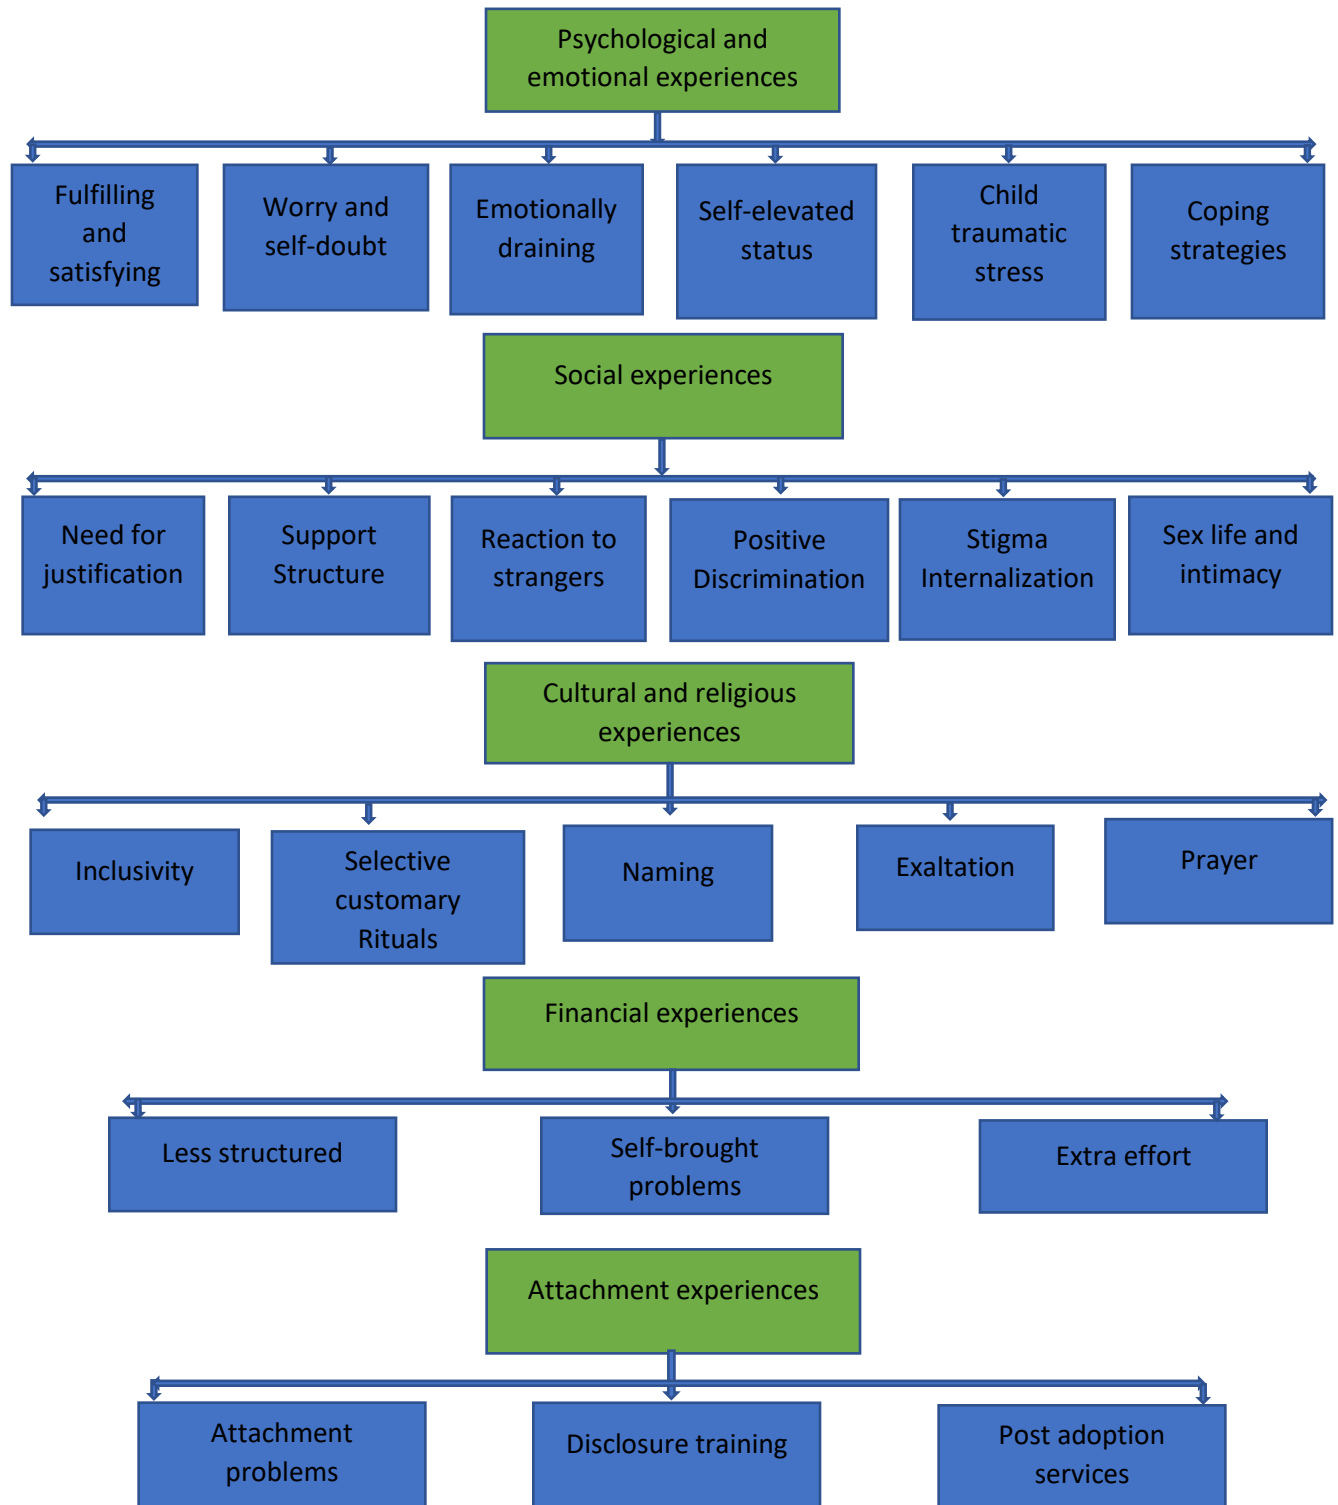 Psychological and
emotional experiences
Fulfilling
and
satisfying
Worry and
self-doubt
Emotionally
draining
Self-elevated
status
Child
traumatic
stress
Coping
strategies
Social experiences
Need for
justification
Support
Structure
Reaction to
strangers
Positive
Discrimination
Stigma
Internalization
Sex life and
intimacy
Cultural and religious
experiences
Inclusivity
Selective
customary
Rituals
Naming
Exaltation
Prayer
Financial experiences
Less structured
Self-brought
problems
Extra effort
Attachment experiences
Attachment
problems
Disclosure training
Post adoption
services